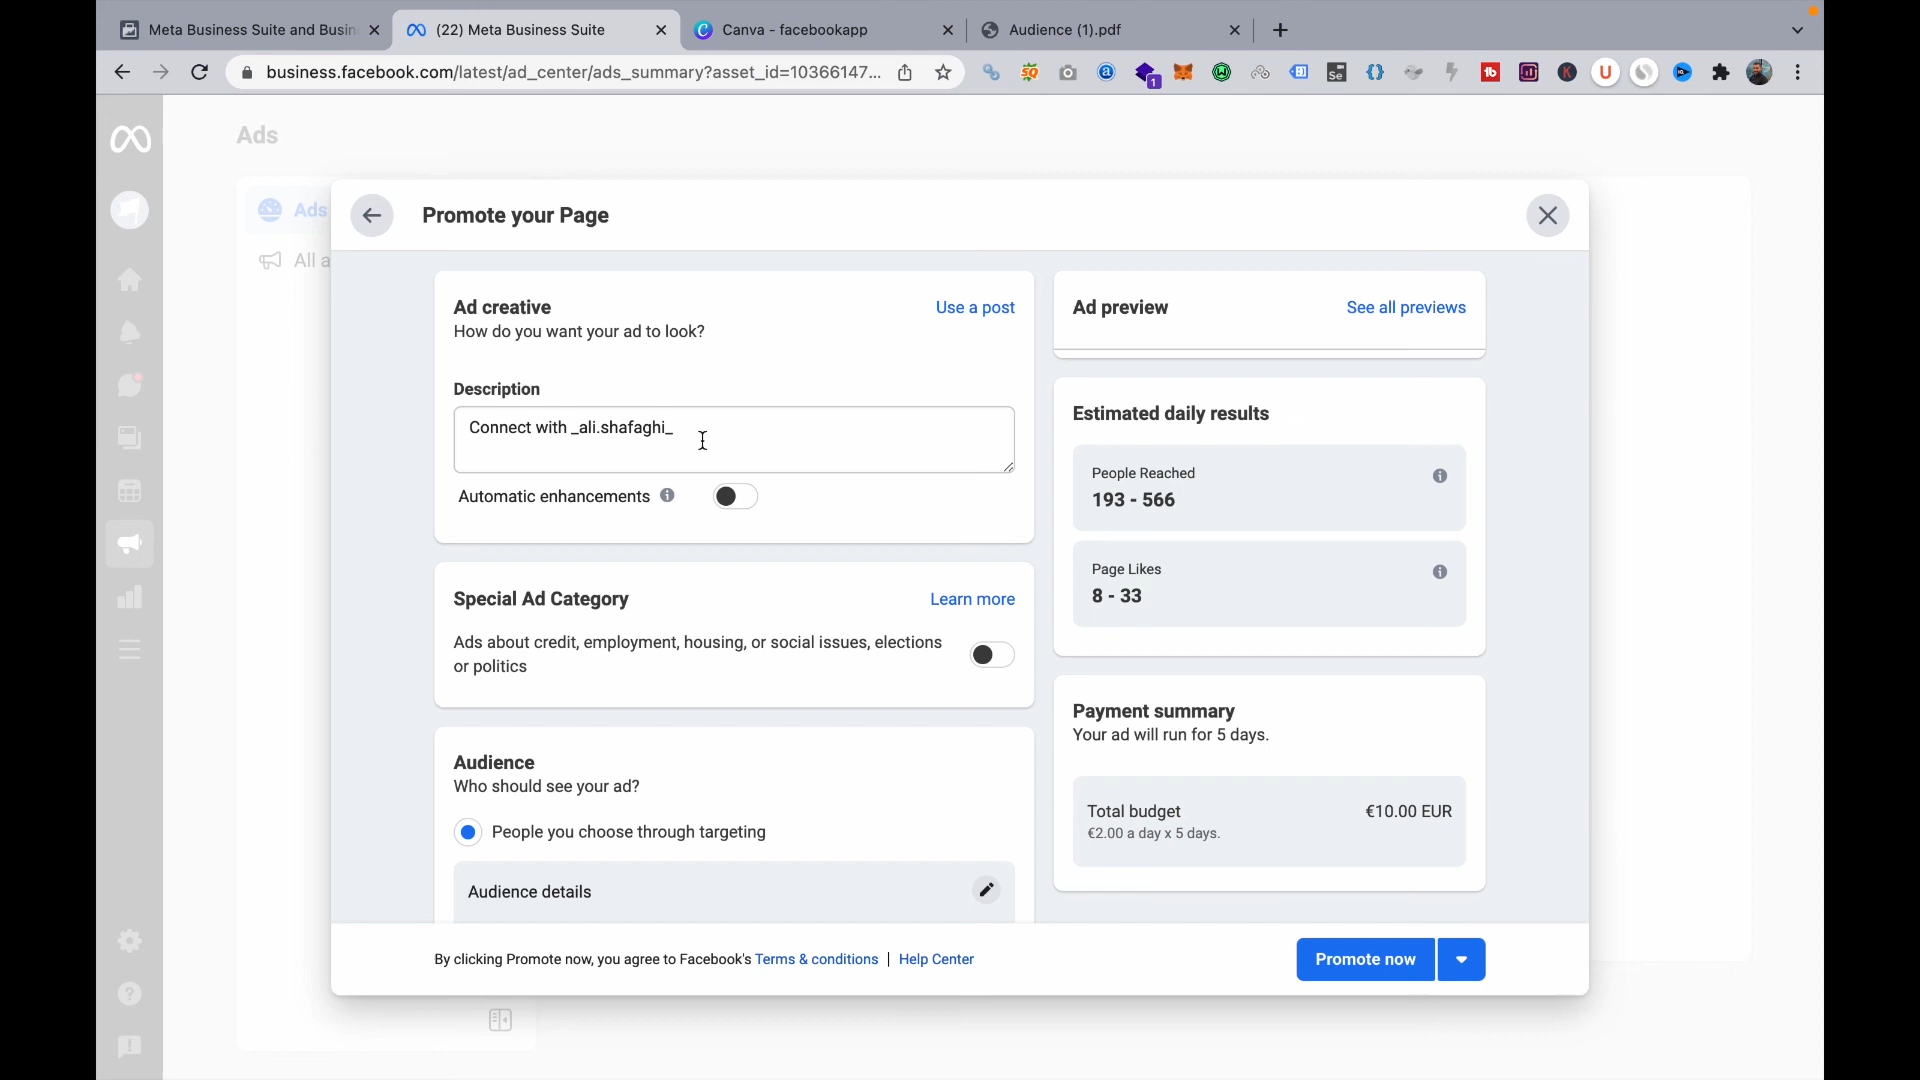 Meta Business Suite and Busin
(22) Meta Business Suite
Canva - facebookapp
Audience (1).pdf
business.facebook.com/latest/ad_center/ads_summary?asset_id=10366147...
1
Ads
Ads
All a
Promote your Page
Ad creative
Use a post
How do you want your ad to look?
Description
Connect with _ali.shafaghi_
Automatic enhancements
Special Ad Category
Learn more
Ads about credit, employment, housing, or social issues, elections
or politics
Audience
Who should see your ad?
People you choose through targeting
Audience details
Ad preview
See all previews
Estimated daily results
People Reached
193 - 566
Page Likes
8 - 33
Payment summary
Your ad will run for 5 days.
Total budget
€10.00 EUR
€2.00 a day x 5 days.
By clicking Promote now, you agree to Facebook's Terms & conditions | Help Center
Promote now